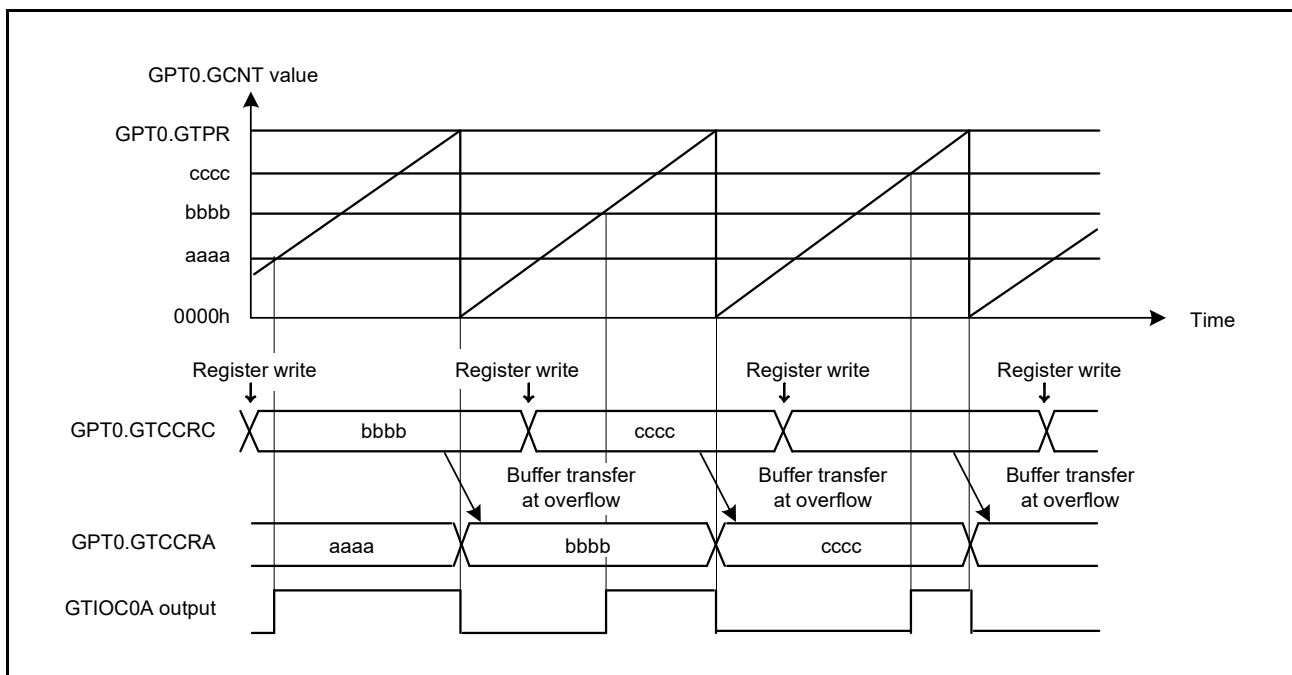 GPT0.GCNT value
GPT0.GTPR
cccc
bbbb
aaaa
0000h
Time
Register write
Register write
Register write
Register write
GPT0.GTCCRC
bbbb
cccc
Buffer transfer
at overflow
Buffer transfer
at overflow
Buffer transfer
at overflow
GPT0.GTCCRA
aaaa
bbbb
cccc
GTIOC0A output